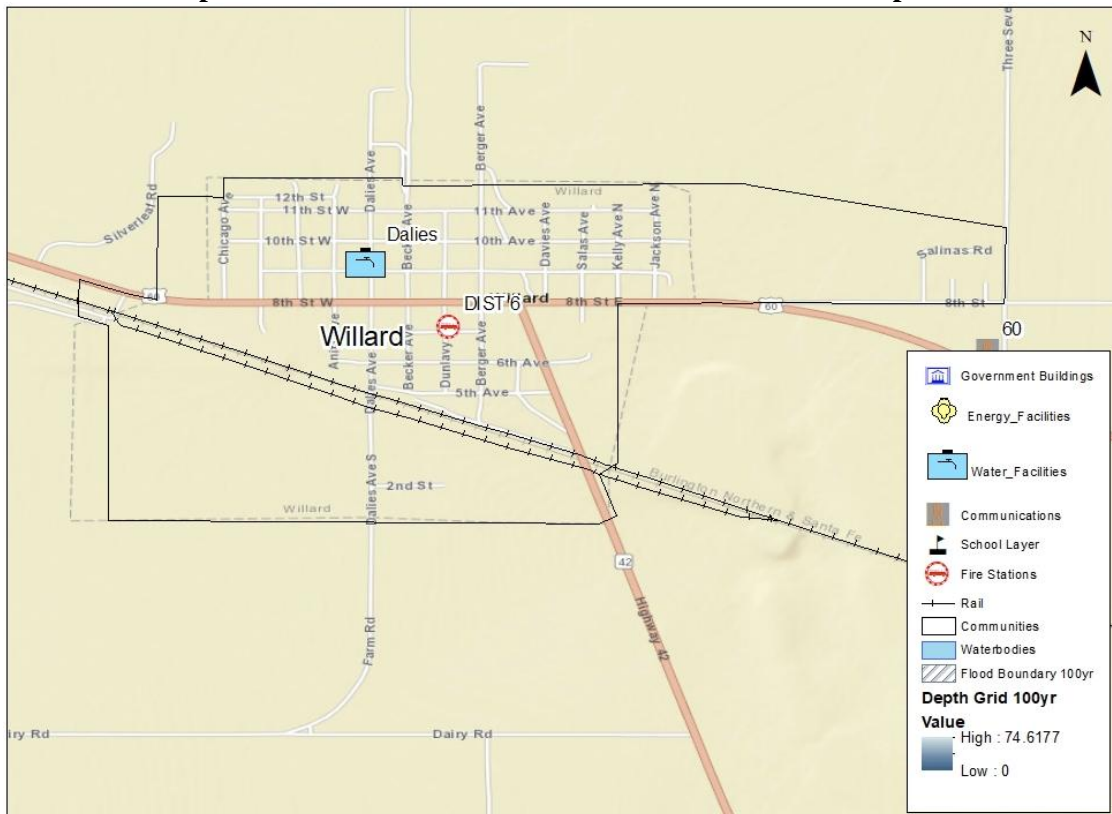 N
Three Seve
Berger Ave
Dalies Ave
Silverleaf Rd
Willard
Chicago Ave
12th St
11th St W
11th Ave
Becker Ave
Davies Ave
Salas Ave
Kelly Ave N
Jackson Ave N
10th St W
10th Ave
Dalies
Salinas Rd
60
8th St W
DIST 6
Willard
8th St E
60
8th St
60
Willard
Dalies Ave S
Becker Ave
Dunlavy
Berger Ave
6th Ave
5th Ave
Burlington Northern & Santa Fe
2nd St
Dalies Ave S
Willard
42
Highway 42
Farm Rd
iry Rd
Dairy Rd
Government Buildings
Energy_Facilities
Water_Facilities
Communications
School Layer
Fire Stations
Rail
Communities
Waterbodies
Flood Boundary 100yr
Depth Grid 100yr
Value
High : 74.6177
Low : 0